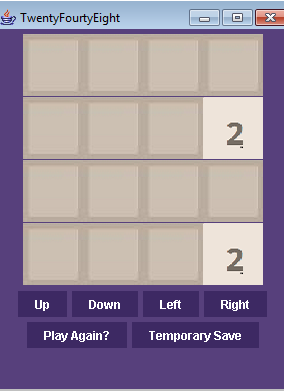 TwentyFourtyEight
2
2
Up Down Left Right
Play Again? Temporary Save